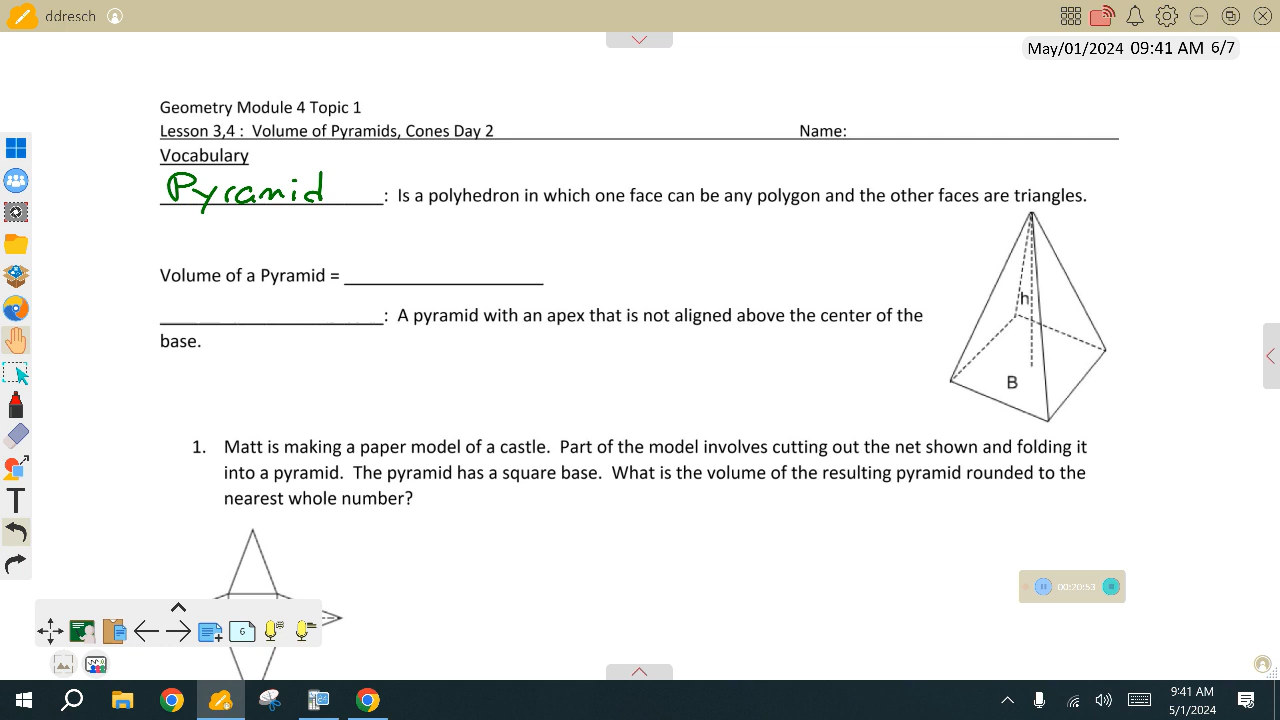 ddresch
May/01/2024 09:41 AM 6/7
Geometry Module 4 Topic 1
Lesson 3,4 : Volume of Pyramids, Cones Day 2 Name:
Vocabulary
Pyramid : Is a polyhedron in which one face can be any polygon and the other faces are triangles.
Volume of a Pyramid =
h
: A pyramid with an apex that is not aligned above the center of the
base.
B
1. Matt is making a paper model of a castle. Part of the model involves cutting out the net shown and folding it
into a pyramid. The pyramid has a square base. What is the volume of the resulting pyramid rounded to the
nearest whole number?
00:20:53
6
9:41 AM
5/1/2024